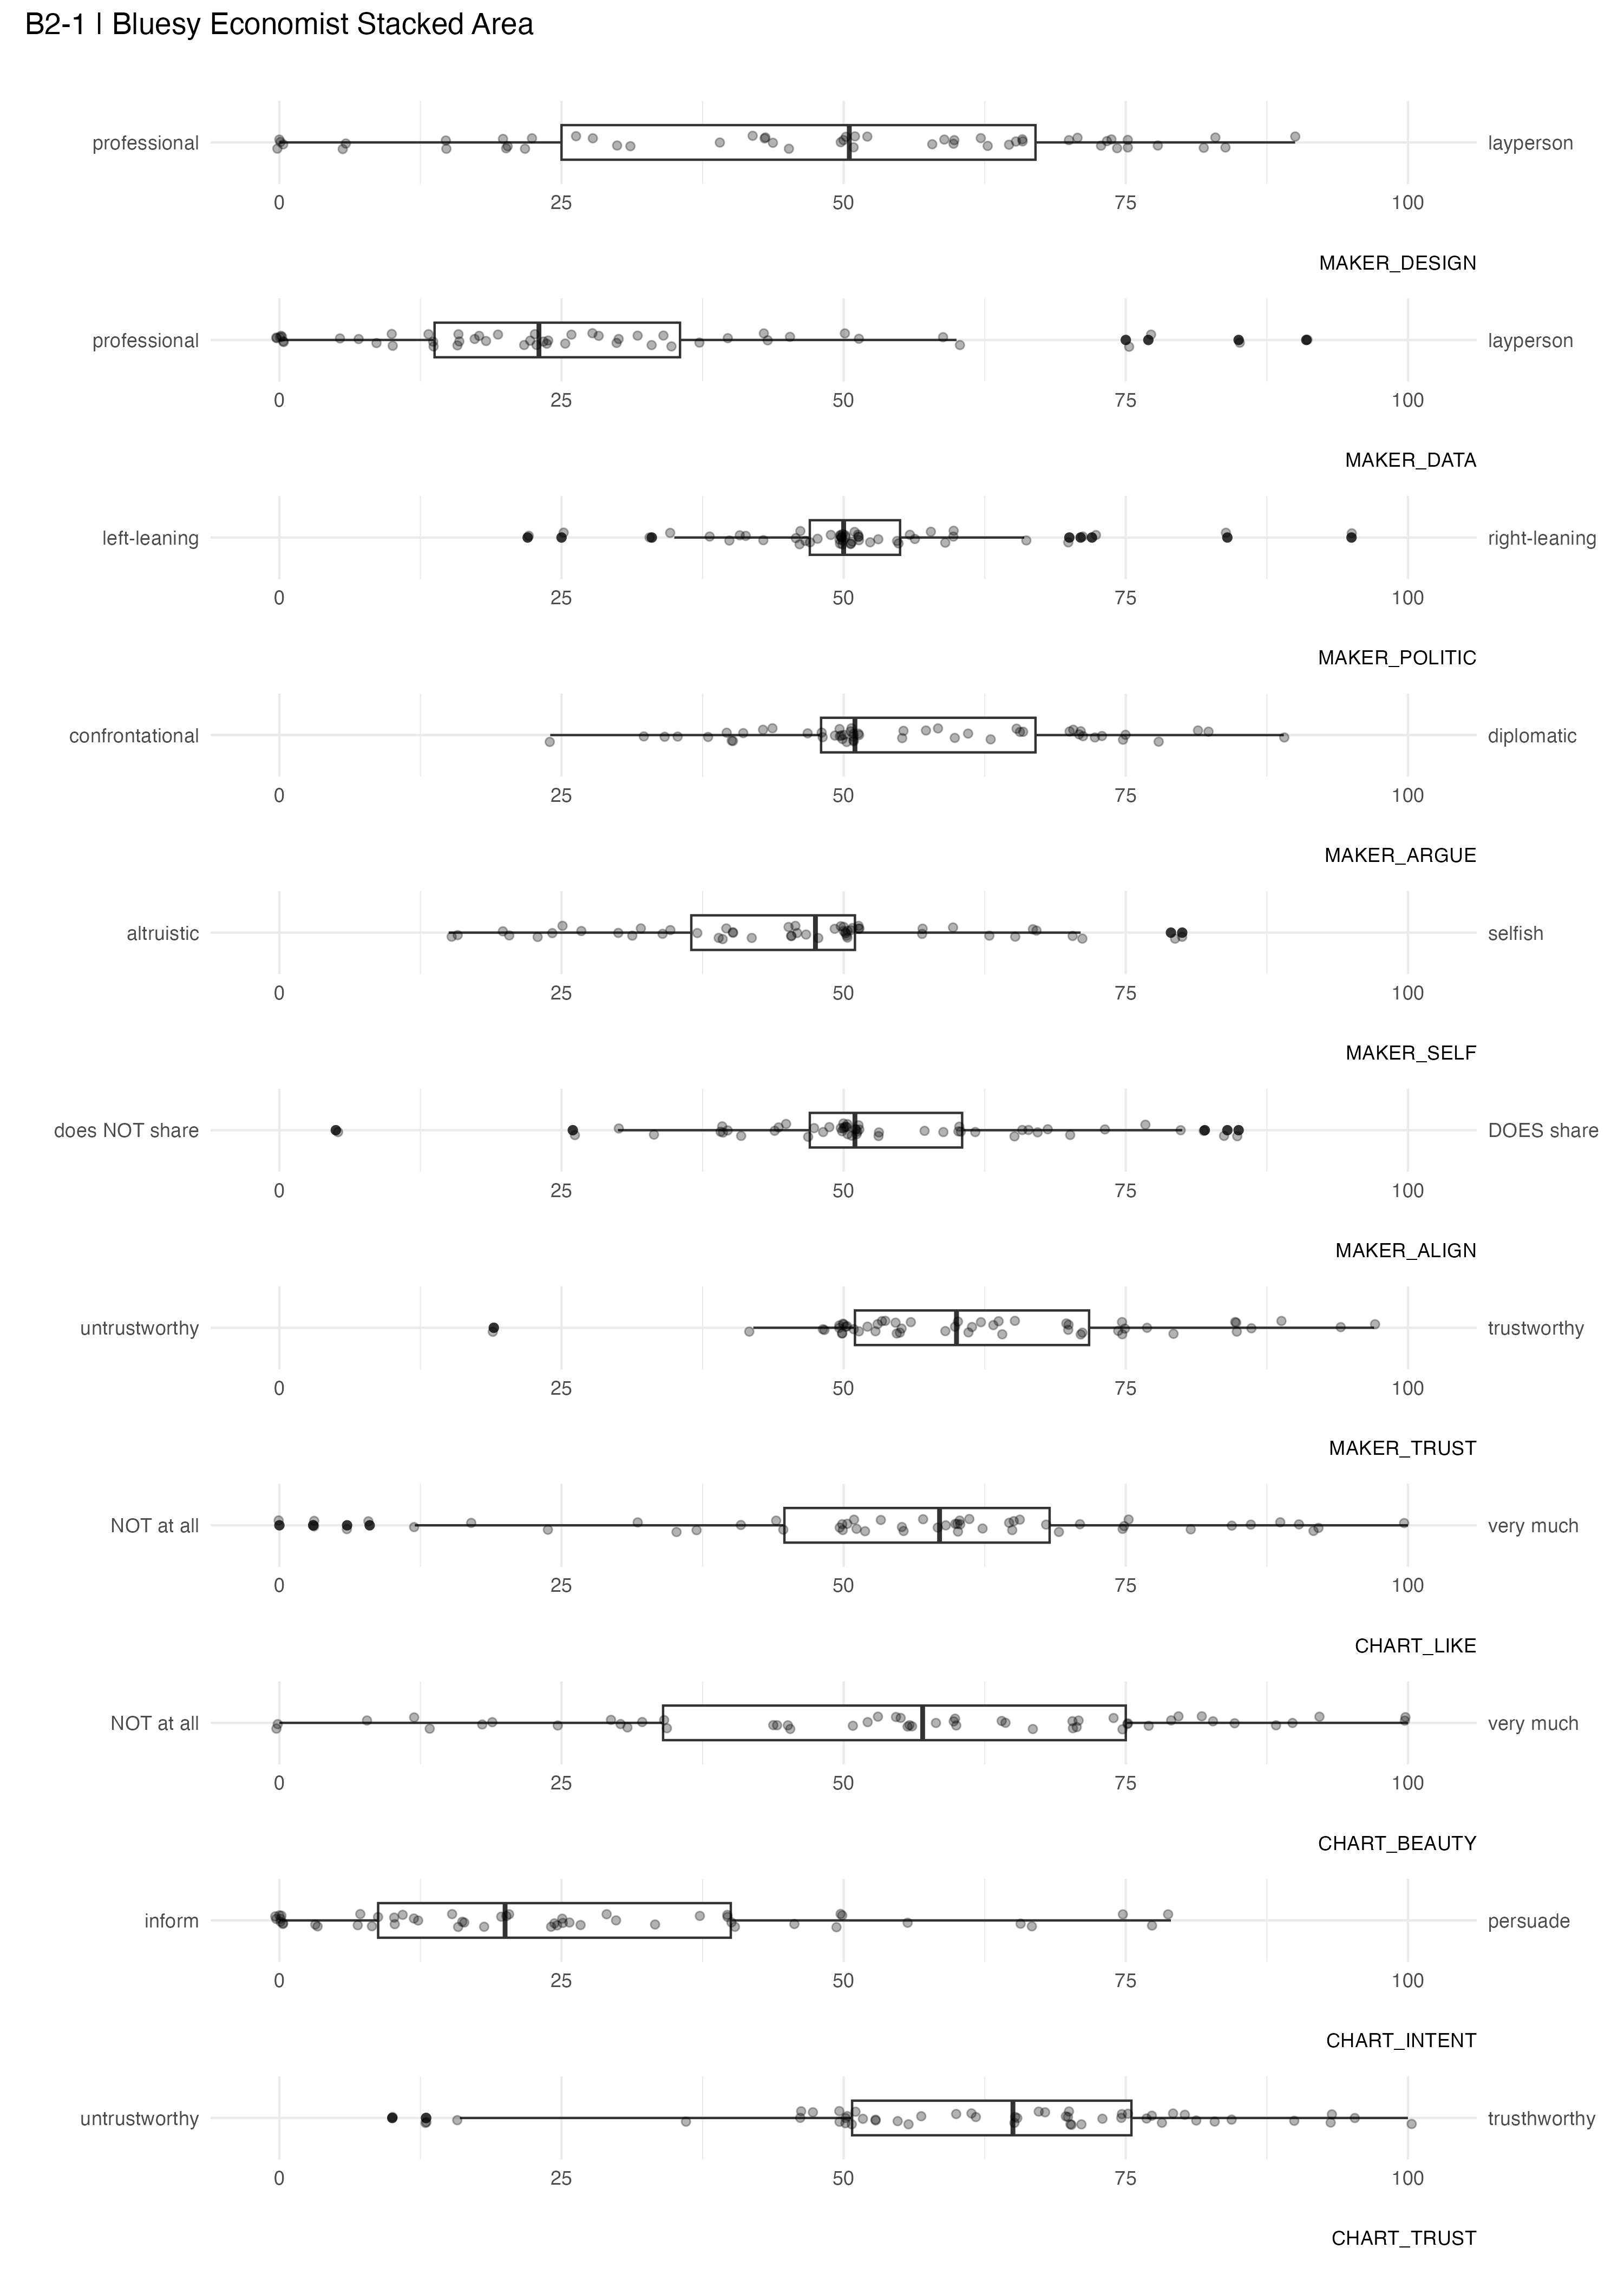 B2-1 | Bluesy Economist Stacked Area
professional layperson
0 25 50 75 100
MAKER_DESIGN
professional layperson
0 25 50 75 100
MAKER_DATA
left-leaning right-leaning
0 25 50 75 100
MAKER_POLITIC
confrontational diplomatic
0 25 50 75 100
MAKER_ARGUE
altruistic selfish
0 25 50 75 100
MAKER_SELF
does NOT share DOES share
0 25 50 75 100
MAKER_ALIGN
untrustworthy trustworthy
0 25 50 75 100
MAKER_TRUST
NOT at all very much
0 25 50 75 100
CHART_LIKE
NOT at all very much
0 25 50 75 100
CHART_BEAUTY
inform persuade
0 25 50 75 100
CHART_INTENT
untrustworthy trusthworthy
0 25 50 75 100
CHART_TRUST